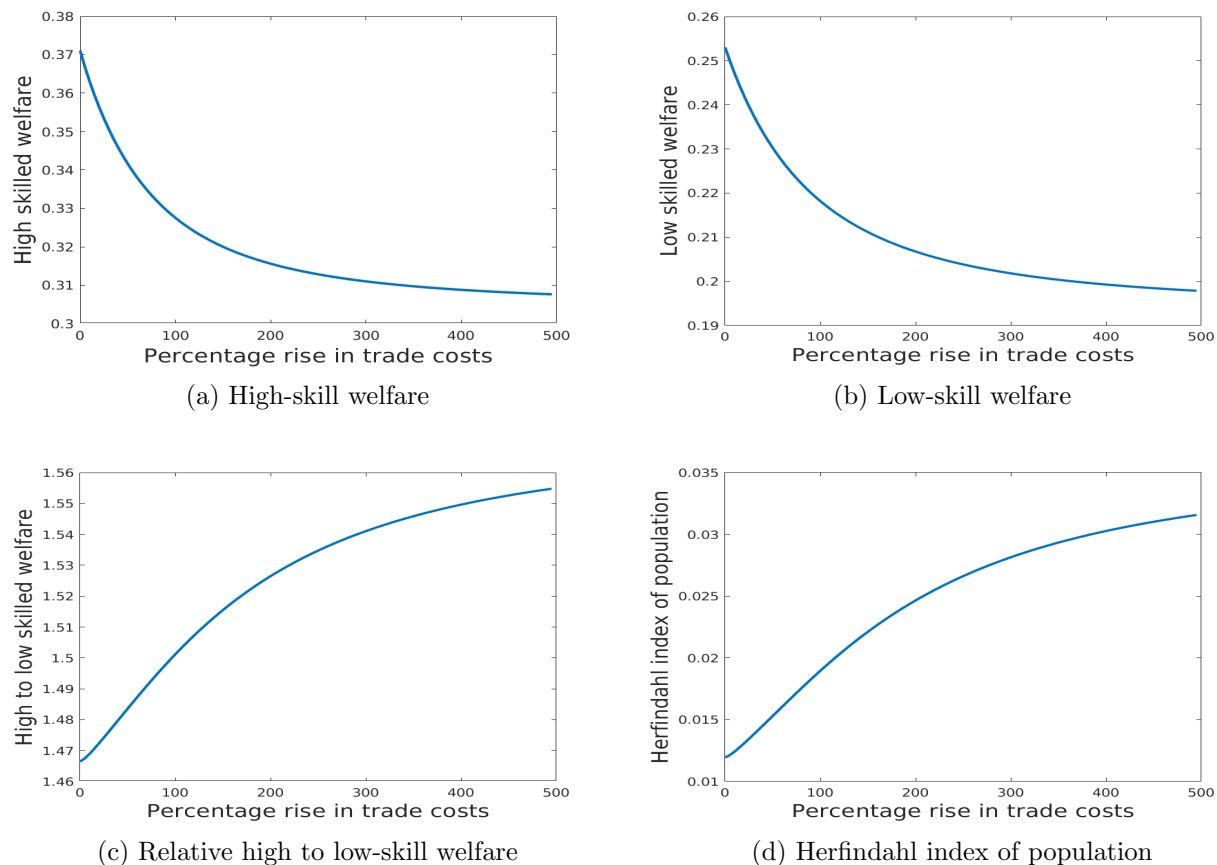 0.38
0.37
0.36
0.35
0.34
0.33
0.32
0.31
0.3
High skilled welfare
0 100 200 300 400 500
Percentage rise in trade costs
(a) High-skill welfare
0.26
0.25
0.24
0.23
0.22
0.21
0.2
0.19
Low skilled welfare
0 100 200 300 400 500
Percentage rise in trade costs
(b) Low-skill welfare
1.56
1.55
1.54
1.53
1.52
1.51
1.5
1.49
1.48
1.47
1.46
High to low skilled welfare
0 100 200 300 400 500
Percentage rise in trade costs
(c) Relative high to low-skill welfare
0.035
0.03
0.025
0.02
0.015
0.01
Herfindahl index of population
0 100 200 300 400 500
Percentage rise in trade costs
(d) Herfindahl index of population